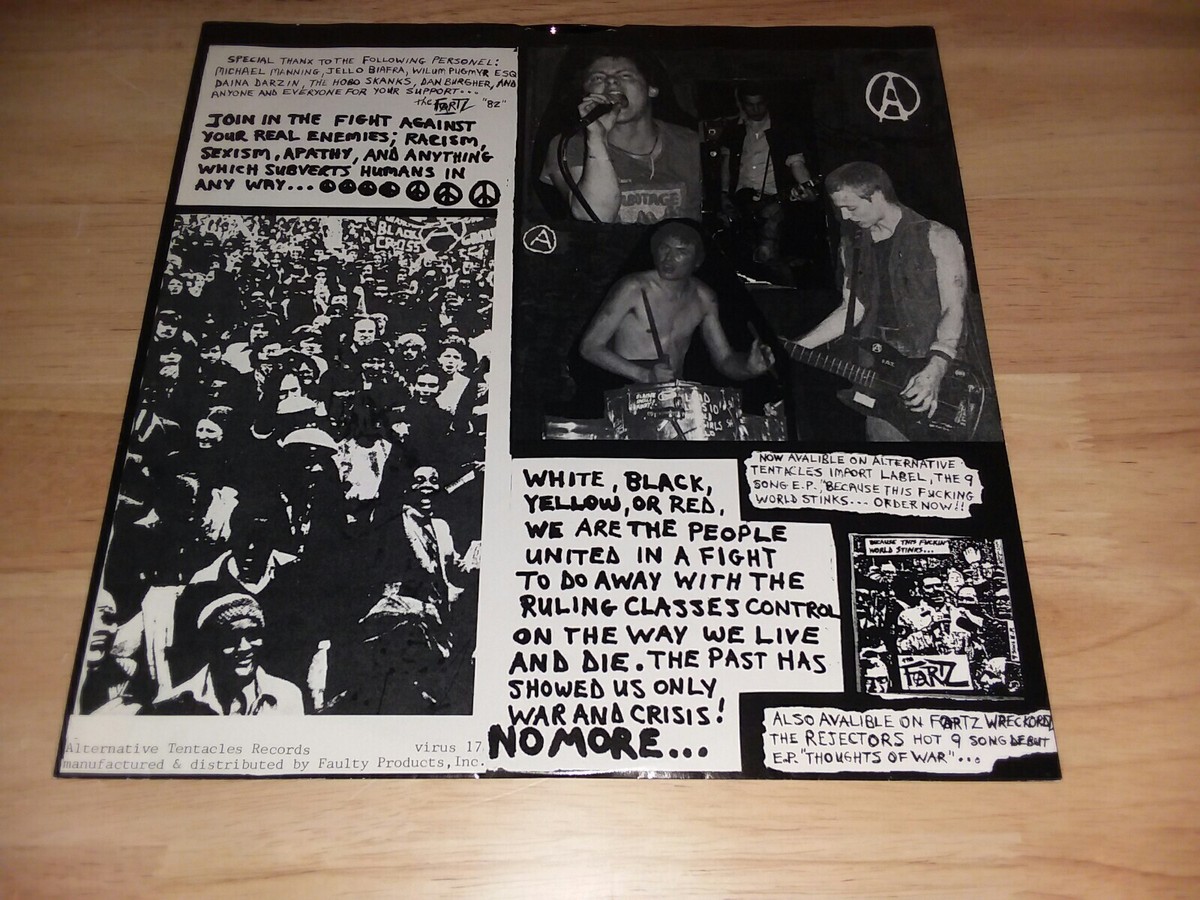 SPECIAL THANX TO THE FOLLOWING PERSONEL:
MICHAEL MANNING, JELLO BIAFRA, WILUM PUGMYR ESQ
DAINA DARZIN, THE HOBO SKANKS, DAN BURGHER, AND
ANYONE AND EVERYONE FOR YOUR SUPPORT...
the FARTZ "82"
JOIN IN THE FIGHT AGAINST
YOUR REAL ENEMIES; RACISM,
SEXISM, APATHY, AND ANYTHING
WHICH SUBVERTS HUMANS IN
ANY WAY...
BLACK
CROSS
Alternative Tentacles Records virus 17
manufactured & distributed by Faulty Products, Inc.
WHITE, BLACK,
YELLOW, OR RED,
WE ARE THE PEOPLE
UNITED IN A FIGHT
TO DO AWAY WITH THE
RULING CLASSES CONTROL
ON THE WAY WE LIVE
AND DIE. THE PAST HAS
SHOWED US ONLY
WAR AND CRISIS!
NO MORE...
NOW AVALIBLE ON ALTERNATIVE
TENTACLES IMPORT LABEL, THE 9
SONG E.P. "BECAUSE THIS FUCKING
WORLD STINKS... ORDER NOW!!
BECAUSE THIS FUCKIN'
WORLD STINKS...
FARTZ
ALSO AVALIBLE ON FARTZ WRECKORDZ
THE REJECTORS HOT 9 SONG DEBUT
E.P. "THOUGHTS OF WAR"...